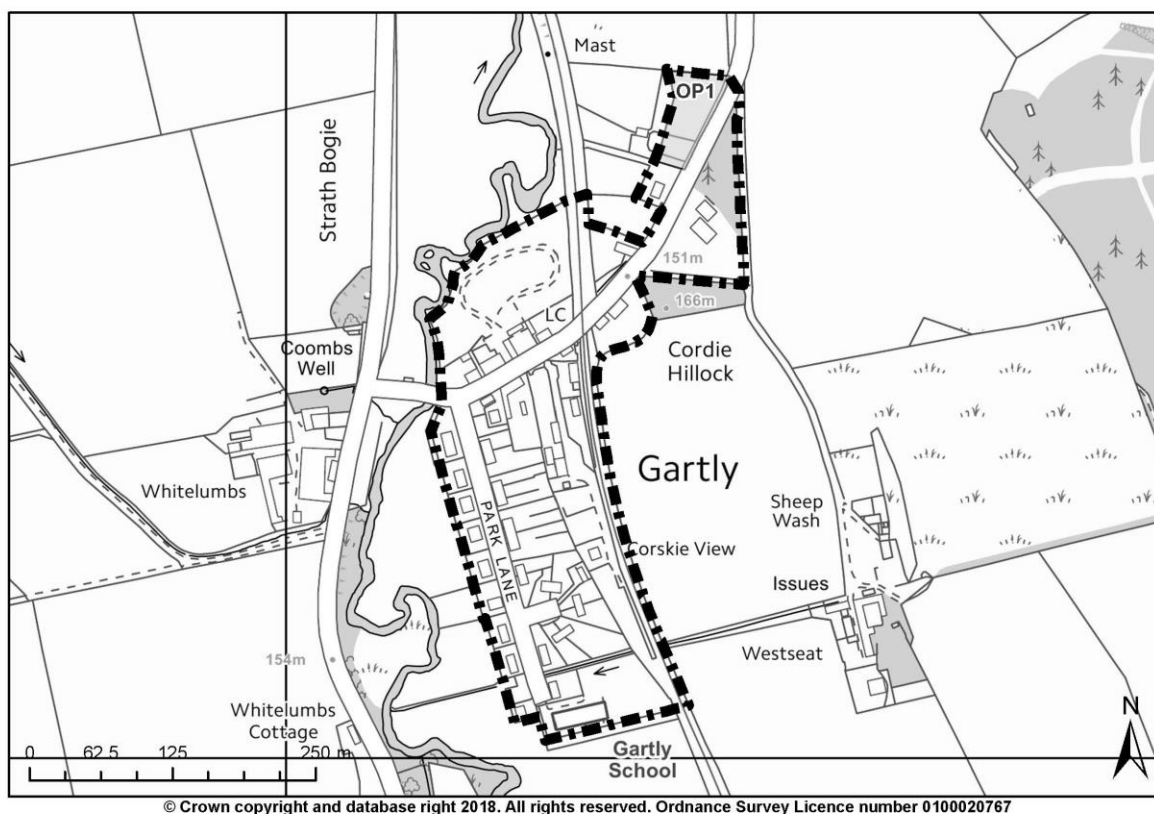 Mast
OP1
Strath Bogie
151m
166m
LC
Coombs
Well
Cordie
Hillock
Gartly
Whitelumbs
PARK LANE
Sheep
Wash
Corskie View
Issues
154m
Westseat
Whitelumbs
Cottage
N
0 62.5 125 250 m
Gartly
School
© Crown copyright and database right 2018. All rights reserved. Ordnance Survey Licence number 0100020767